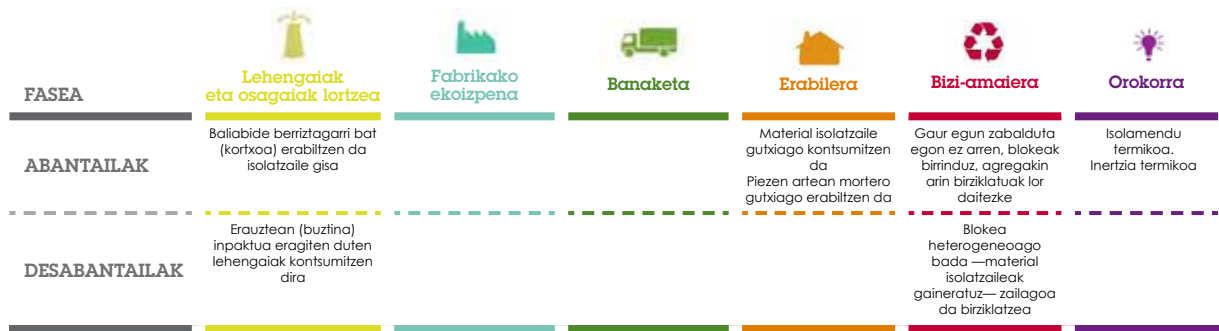 FASEA
Lehengaiak
eta osagaiak lortzea
Fabrikako
ekoizpena
Banaketa
Erabilera
Bizi-amaiera
Orokorra
ABANTAILAK
Baliabide berriztagarri bat
(kortxoa) erabiltzen da
isolatzaile gisa
Material isolatzaile
gutxiago kontsumitzen
da
Piezen artean mortero
gutxiago erabiltzen da
Gaur egun zabalduta
egon ez arren, blokeak
birrinduz, agregakin
arin birziklatuak lor
daitezke
Isolamendu
termikoa.
Inertzia termikoa
DESABANTAILAK
Erauztean (buztina)
inpaktua eragiten duten
lehengaiak kontsumitzen
dira
Blokea
heterogeneoago
bada —material
isolatzaileak
gaineratuz— zailagoa
da birziklatzea